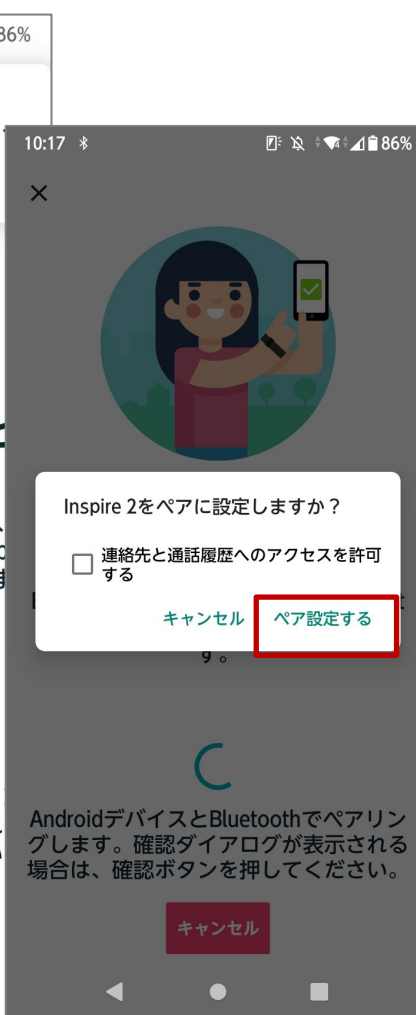 86%
10:17
86%
Inspire 2をペアに設定しますか？
連絡先と通話履歴へのアクセスを許可
する
キャンセル ペア設定する
す。
AndroidデバイスとBluetoothでペアリン
グします。確認ダイアログが表示される
場合は、確認ボタンを押してください。
キャンセル